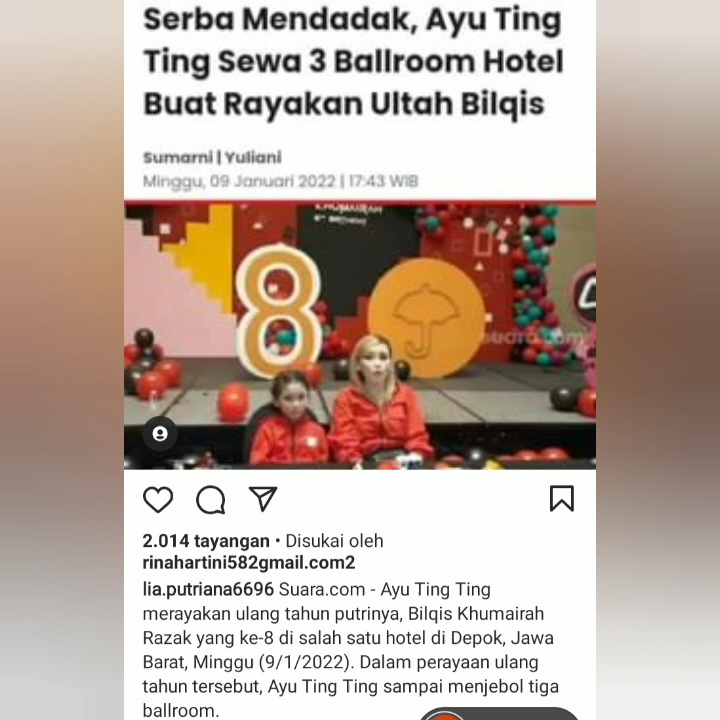 Serba Mendadak, Ayu Ting
Ting Sewa 3 Ballroom Hotel
Buat Rayakan Ultah Bilqis
Sumarni | Yuliani
Minggu, 09 Januari 2022 | 17:43 WIB
KHUMAIRAH
8
suara.com
2.014 tayangan • Disukai oleh
rinahartini582gmail.com2
lia.putriana6696 Suara.com - Ayu Ting Ting
merayakan ulang tahun putrinya, Bilqis Khumairah
Razak yang ke-8 di salah satu hotel di Depok, Jawa
Barat, Minggu (9/1/2022). Dalam perayaan ulang
tahun tersebut, Ayu Ting Ting sampai menjebol tiga
ballroom.